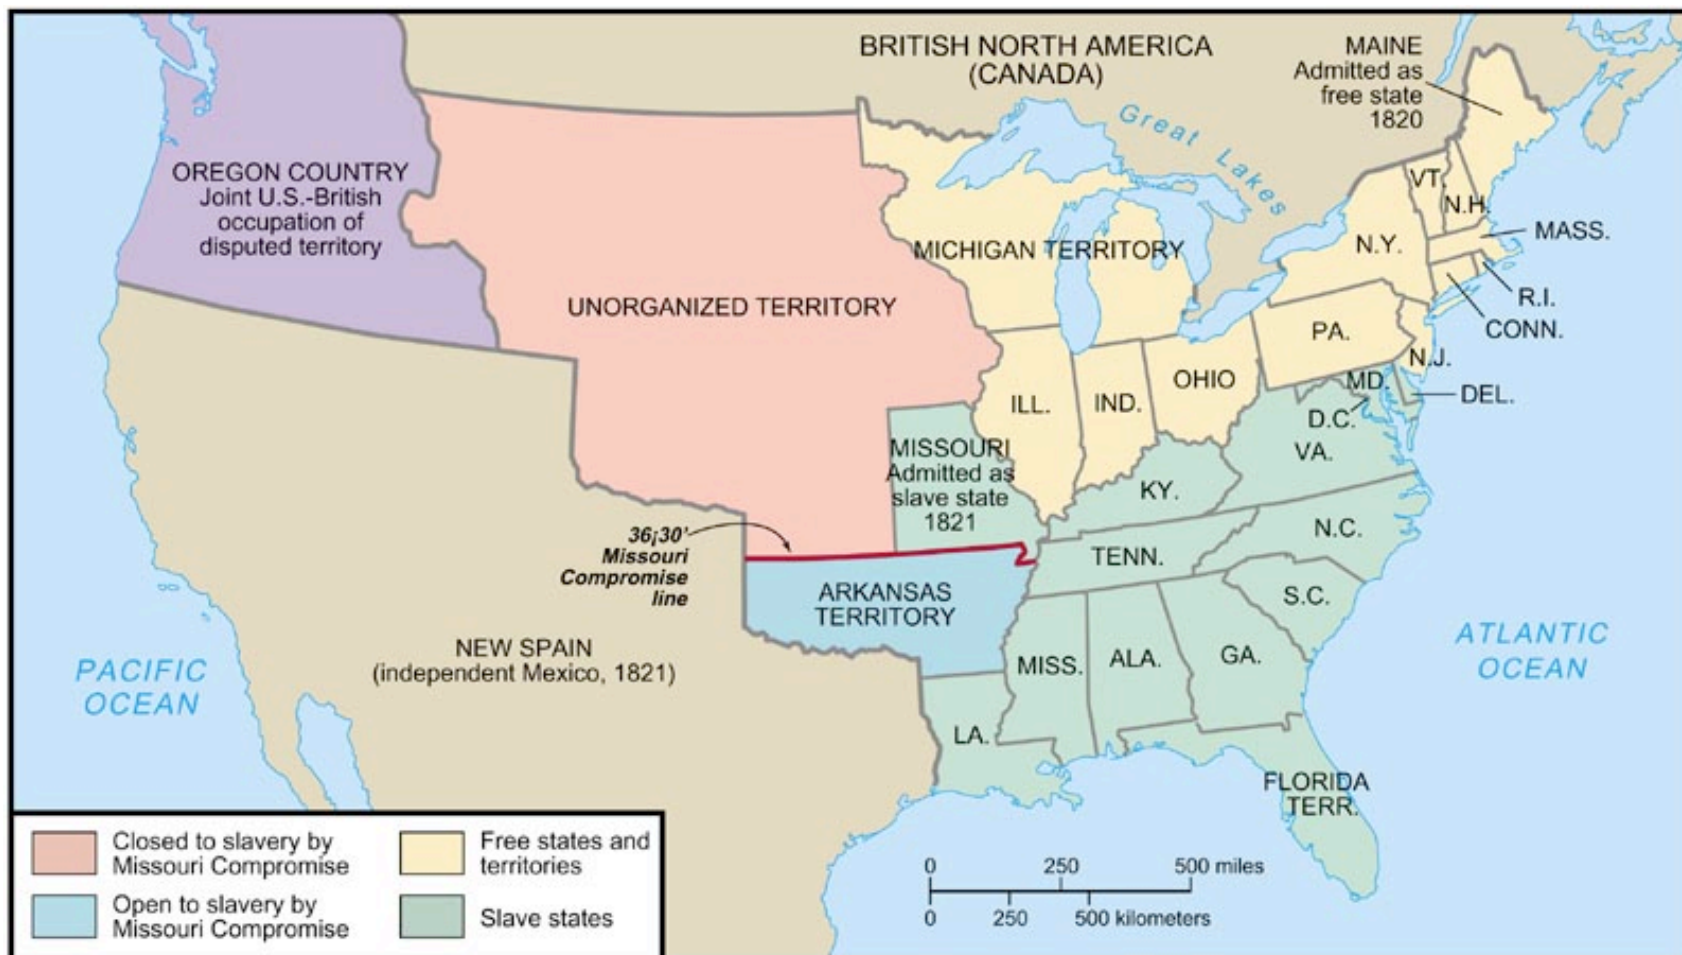 BRITISH NORTH AMERICA
(CANADA)
MAINE
Admitted as
free state
1820
Great Lakes
OREGON COUNTRY
Joint U.S.-British
occupation of
disputed territory
VT.
N.H.
MASS.
N.Y.
MICHIGAN TERRITORY
R.I.
CONN.
UNORGANIZED TERRITORY
PA.
N.J.
OHIO
MD.
DEL.
ILL.
IND.
D.C.
MISSOURI
Admitted as
slave state
1821
VA.
KY.
36¡30'
Missouri
Compromise
line
N.C.
TENN.
ARKANSAS
TERRITORY
S.C.
NEW SPAIN
(independent Mexico, 1821)
PACIFIC
OCEAN
ATLANTIC
OCEAN
MISS.
ALA.
GA.
LA.
FLORIDA
TERR.
Closed to slavery by
Missouri Compromise
Free states and
territories
Open to slavery by
Missouri Compromise
Slave states
0 250 500 miles
0 250 500 kilometers